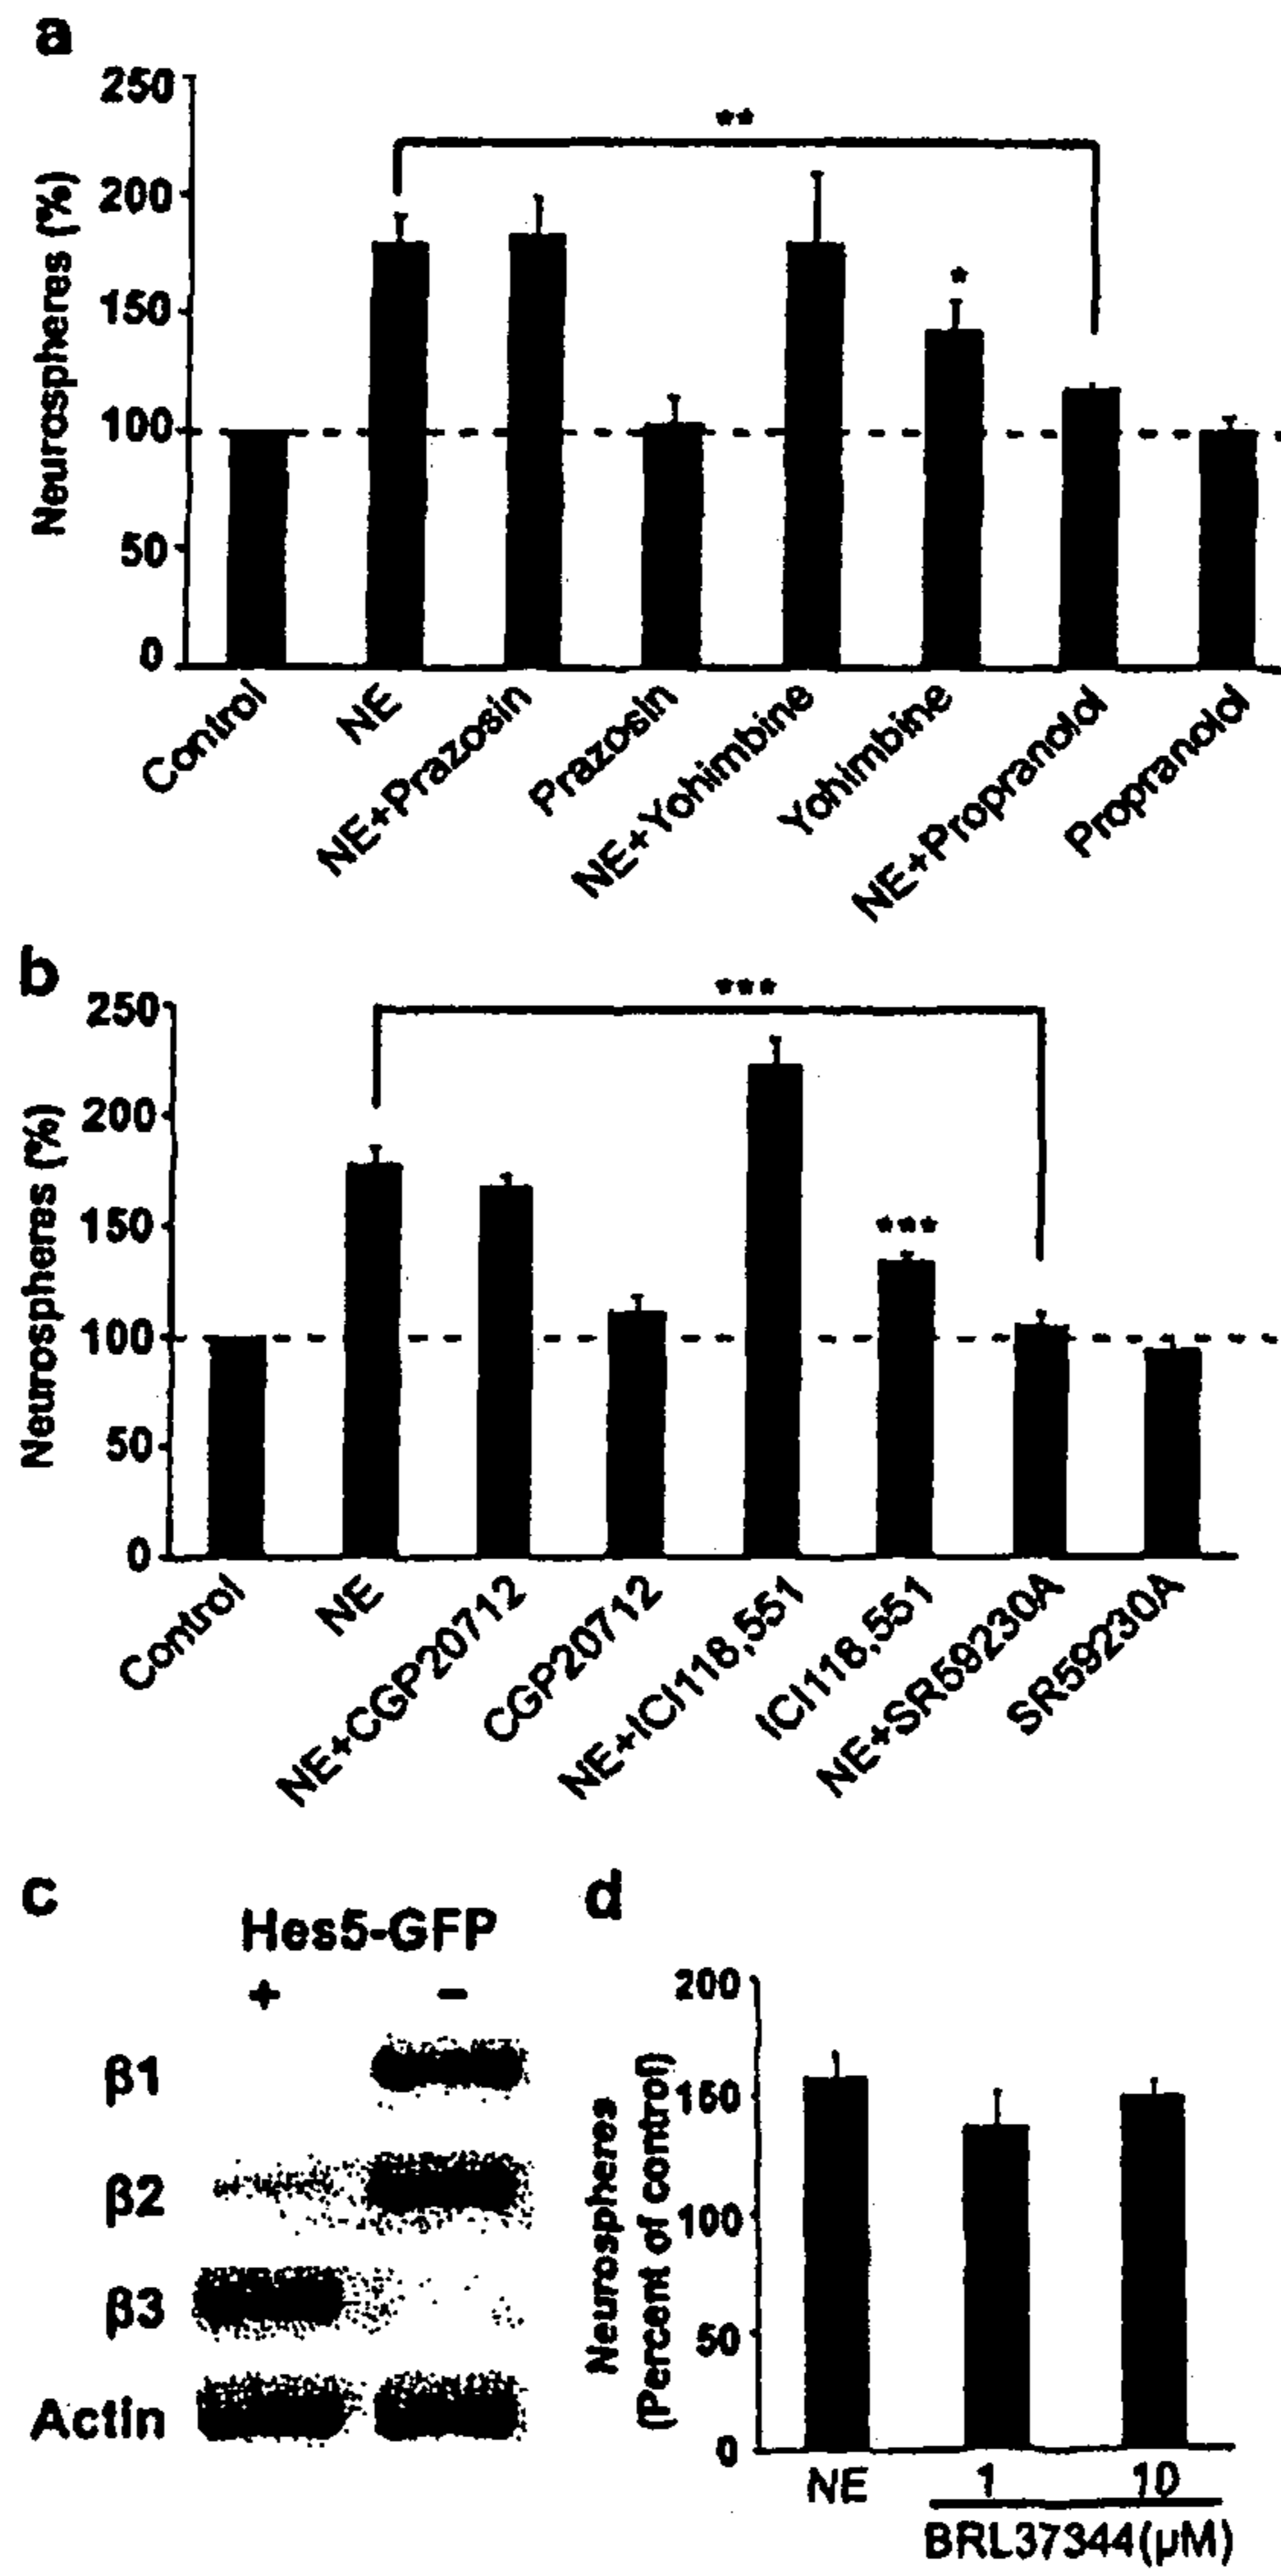 a
250
200
150
100
50
0
Neurospheres (%)
**
*
Control
NE
NE+Prazosin
Prazosin
NE+Yohimbine
Yohimbine
NE+Propranolol
Propranolol
b
250
200
150
100
50
0
Neurospheres (%)
***
***
Control
NE
NE+CGP20712
CGP20712
NE+ICI118,551
ICI118,551
NE+SR59230A
SR59230A
c
Hes5-GFP
+ −
β1
β2
β3
Actin
d
200
150
100
50
0
Neurospheres
(Percent of control)
NE 1 10
BRL37344(µM)